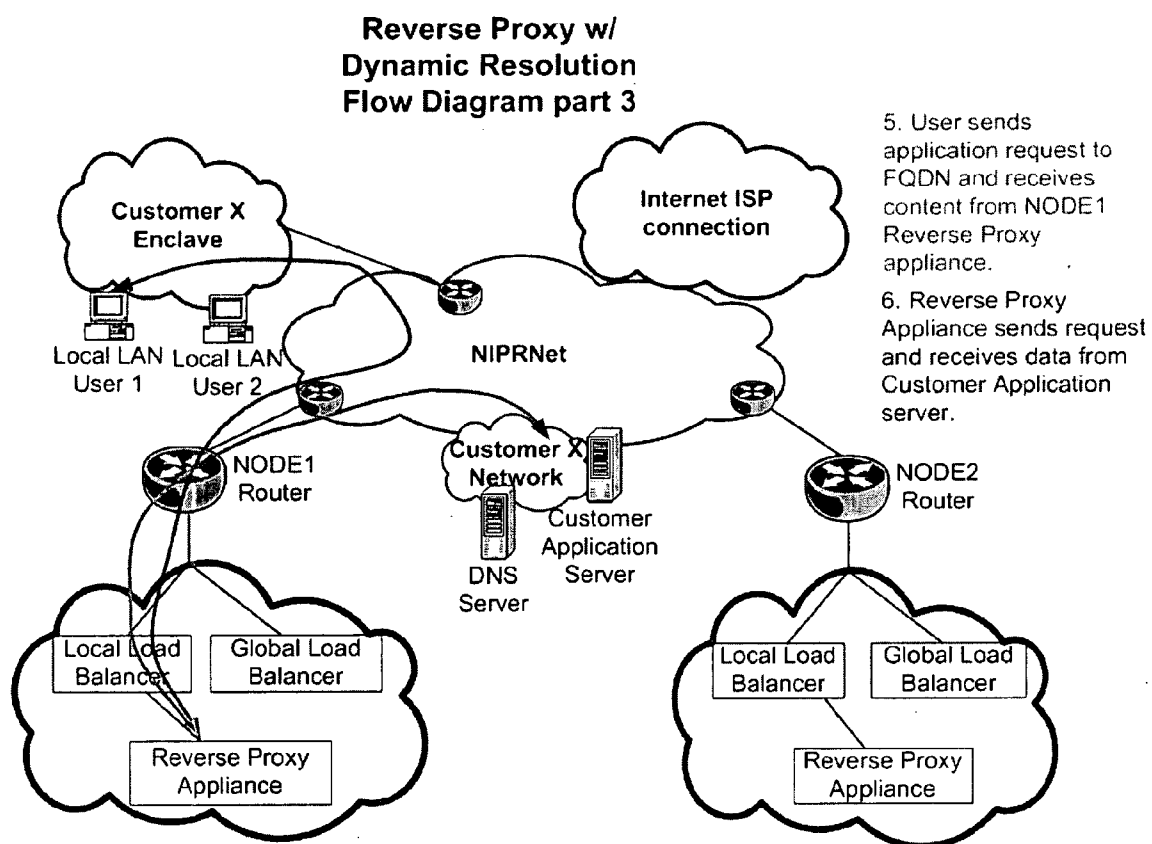 Reverse Proxy w/
Dynamic Resolution
Flow Diagram part 3
5. User sends
application request to
FQDN and receives
content from NODE1
Reverse Proxy
appliance.
6. Reverse Proxy
Appliance sends request
and receives data from
Customer Application
server.
Customer X
Enclave
Internet ISP
connection
Local LAN
User 1
Local LAN
User 2
NIPRNet
NODE1
Router
Customer X
Network
DNS
Server
Customer
Application
Server
NODE2
Router
Local Load
Balancer
Global Load
Balancer
Reverse Proxy
Appliance
Local Load
Balancer
Global Load
Balancer
Reverse Proxy
Appliance